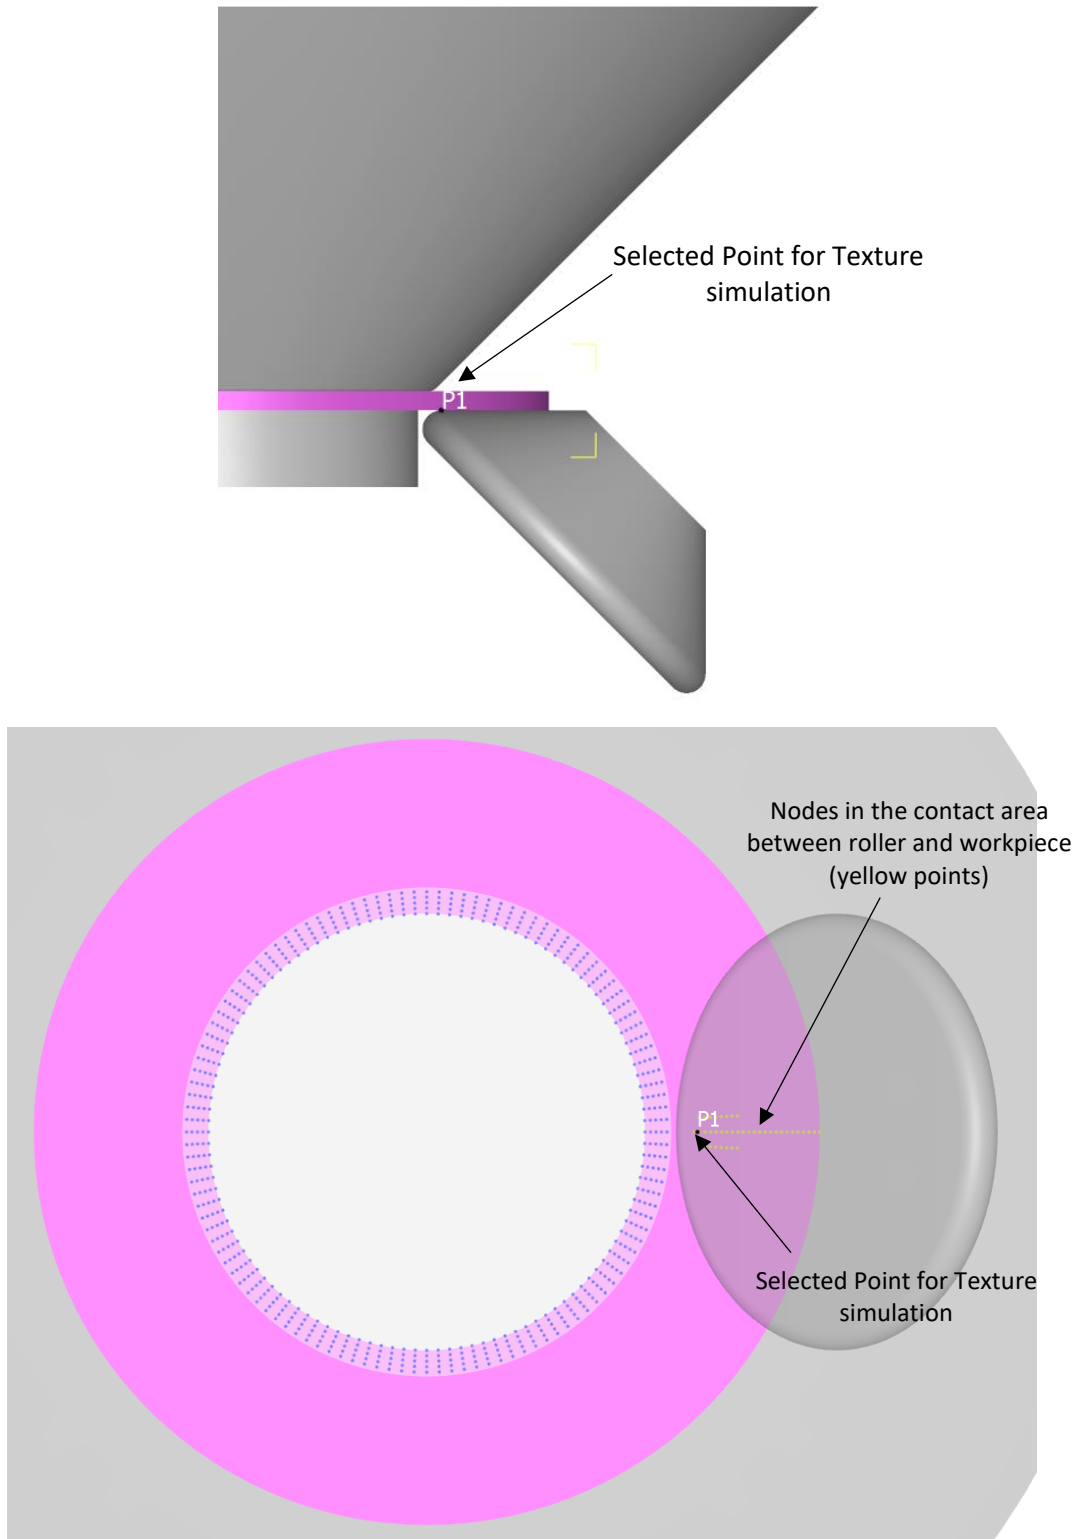 Selected Point for Texture
simulation
P1
Nodes in the contact area
between roller and workpiece
(yellow points)
P1
Selected Point for Texture
simulation